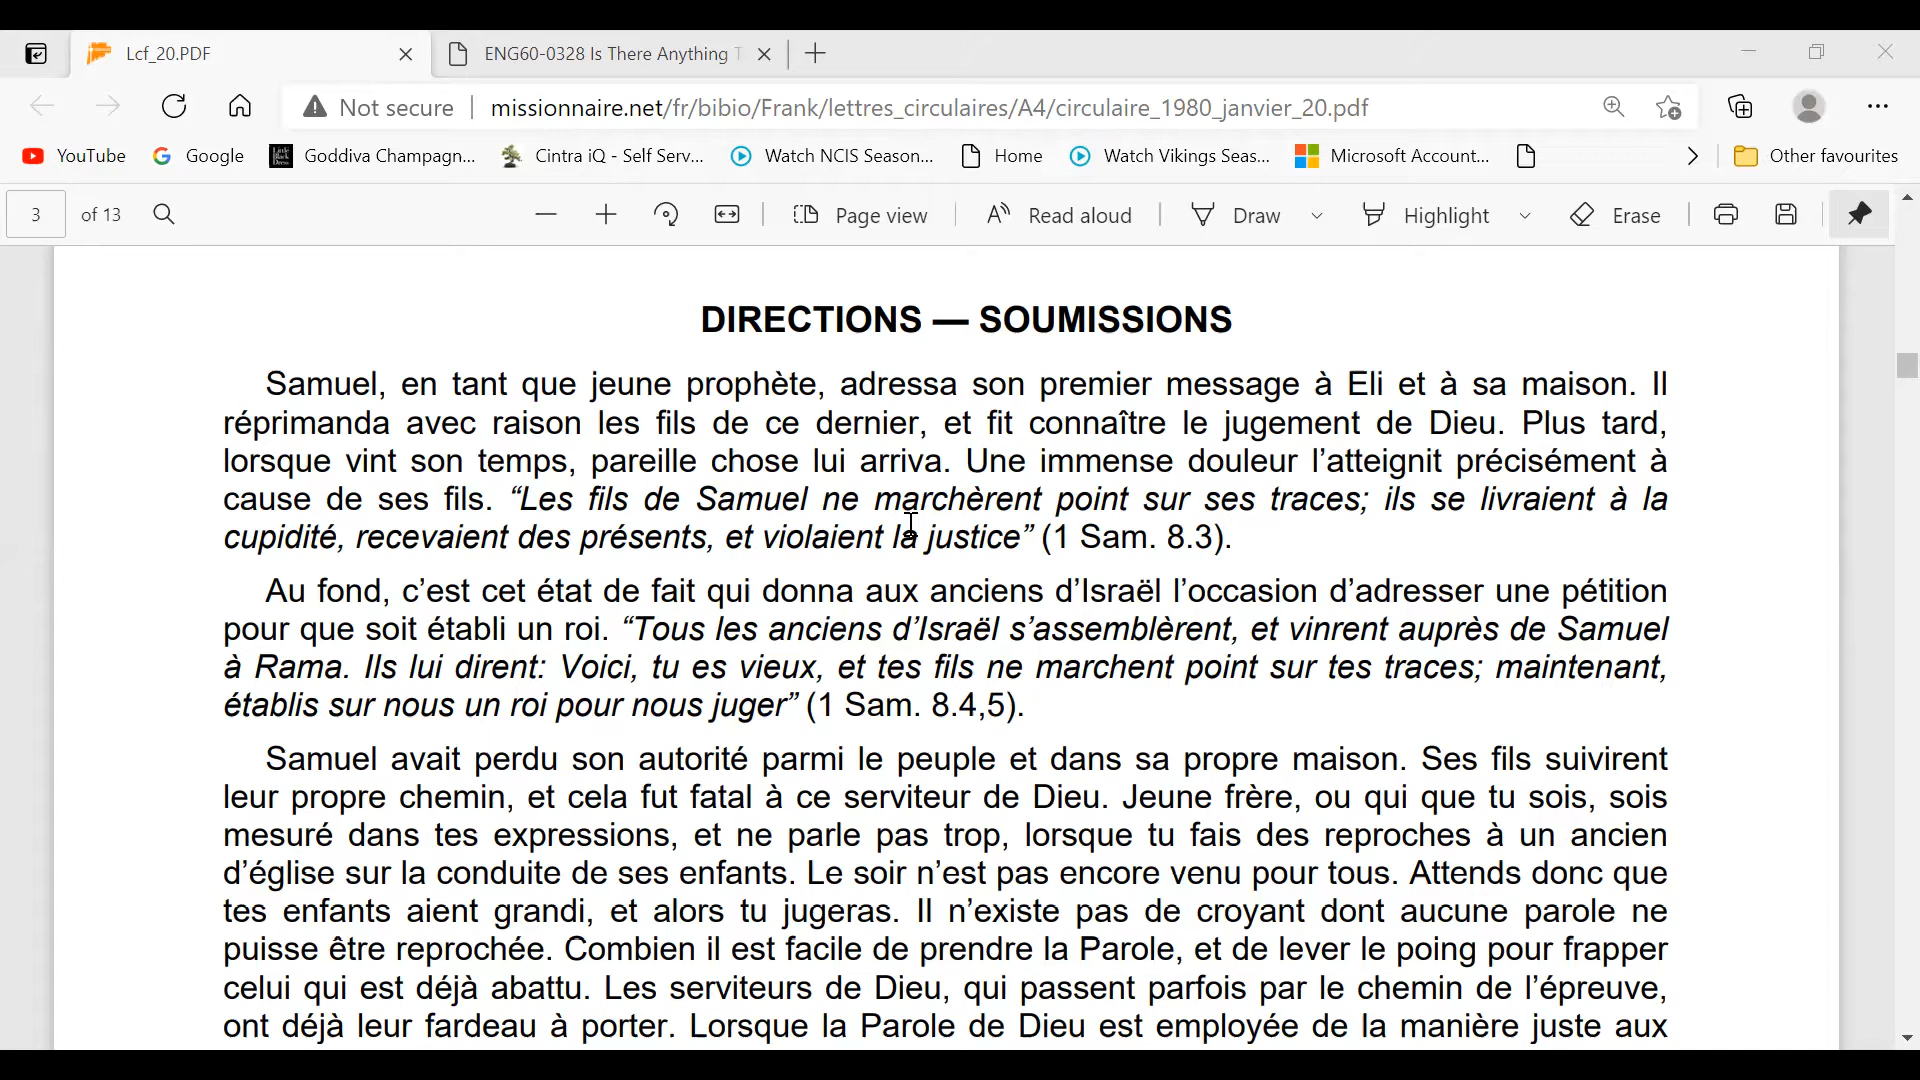 Lcf_20.PDF
ENG60-0328 Is There Anything T
Not secure
missionnaire.net/fr/bibio/Frank/lettres_circulaires/A4/circulaire_1980_janvier_20.pdf
YouTube
Google
Goddiva Champagn...
Cintra iQ - Self Serv...
Watch NCIS Season...
Home
Watch Vikings Seas...
Microsoft Account...
Other favourites
3 of 13
Page view
Read aloud
Draw
Highlight
Erase
DIRECTIONS — SOUMISSIONS
Samuel, en tant que jeune prophète, adressa son premier message à Eli et à sa maison. Il
réprimanda avec raison les fils de ce dernier, et fit connaître le jugement de Dieu. Plus tard,
lorsque vint son temps, pareille chose lui arriva. Une immense douleur l’atteignit précisément à
cause de ses fils. “Les fils de Samuel ne marchèrent point sur ses traces; ils se livraient à la
cupidité, recevaient des présents, et violaient la justice” (1 Sam. 8.3).
Au fond, c’est cet état de fait qui donna aux anciens d’Israël l’occasion d’adresser une pétition
pour que soit établi un roi. “Tous les anciens d’Israël s’assemblèrent, et vinrent auprès de Samuel
à Rama. Ils lui dirent: Voici, tu es vieux, et tes fils ne marchent point sur tes traces; maintenant,
établis sur nous un roi pour nous juger” (1 Sam. 8.4,5).
Samuel avait perdu son autorité parmi le peuple et dans sa propre maison. Ses fils suivirent
leur propre chemin, et cela fut fatal à ce serviteur de Dieu. Jeune frère, ou qui que tu sois, sois
mesuré dans tes expressions, et ne parle pas trop, lorsque tu fais des reproches à un ancien
d’église sur la conduite de ses enfants. Le soir n’est pas encore venu pour tous. Attends donc que
tes enfants aient grandi, et alors tu jugeras. Il n’existe pas de croyant dont aucune parole ne
puisse être reprochée. Combien il est facile de prendre la Parole, et de lever le poing pour frapper
celui qui est déjà abattu. Les serviteurs de Dieu, qui passent parfois par le chemin de l’épreuve,
ont déjà leur fardeau à porter. Lorsque la Parole de Dieu est employée de la manière juste aux